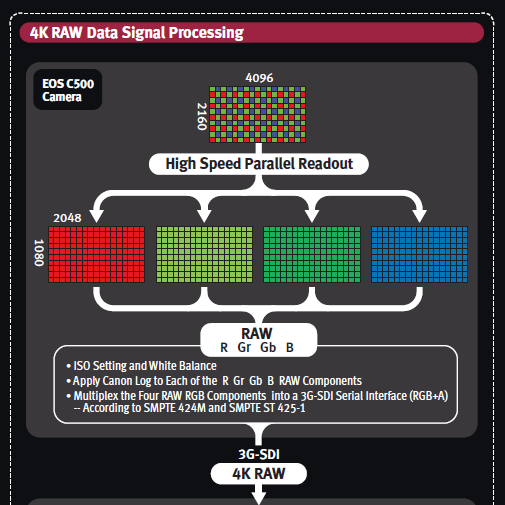 4K RAW Data Signal Processing
EOS C500
Camera
4096
2160
High Speed Parallel Readout
2048
1080
RAW
R Gr Gb B
• ISO Setting and White Balance
• Apply Canon Log to Each of the R Gr Gb B RAW Components
• Multiplex the Four RAW RGB Components into a 3G-SDI Serial Interface (RGB+A)
-- According to SMPTE 424M and SMPTE ST 425-1
3G-SDI
4K RAW